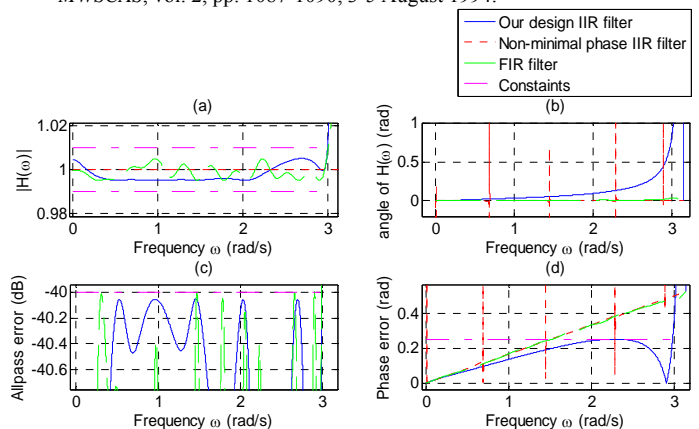 MWSCAS, vol. 2, pp. 1087-1090, 3-5 August 1994.
Our design IIR filter
Non-minimal phase IIR filter
FIR filter
Constaints
(a)
1.02
1
0.98
|H(ω)|
0 1 2 3
Frequency ω (rad/s)
(b)
1
0.5
0
angle of H(ω) (rad)
0 1 2 3
Frequency ω (rad/s)
(c)
-40
-40.2
-40.4
-40.6
Allpass error (dB)
0 1 2 3
Frequency ω (rad/s)
(d)
0.4
0.2
0
Phase error (rad)
0 1 2 3
Frequency ω (rad/s)